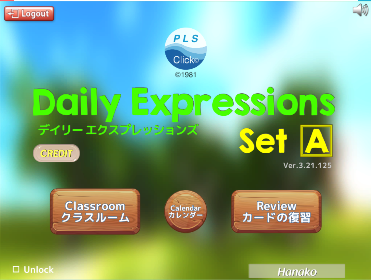 Logout
PLS
Click
©1981
Daily Expressions
デイリー エクスプレッションズ
Set A
CREDIT
Ver.3.21.125
Classroom
クラスルーム
Calendar
カレンダー
Review
カードの復習
Unlock
Hanako